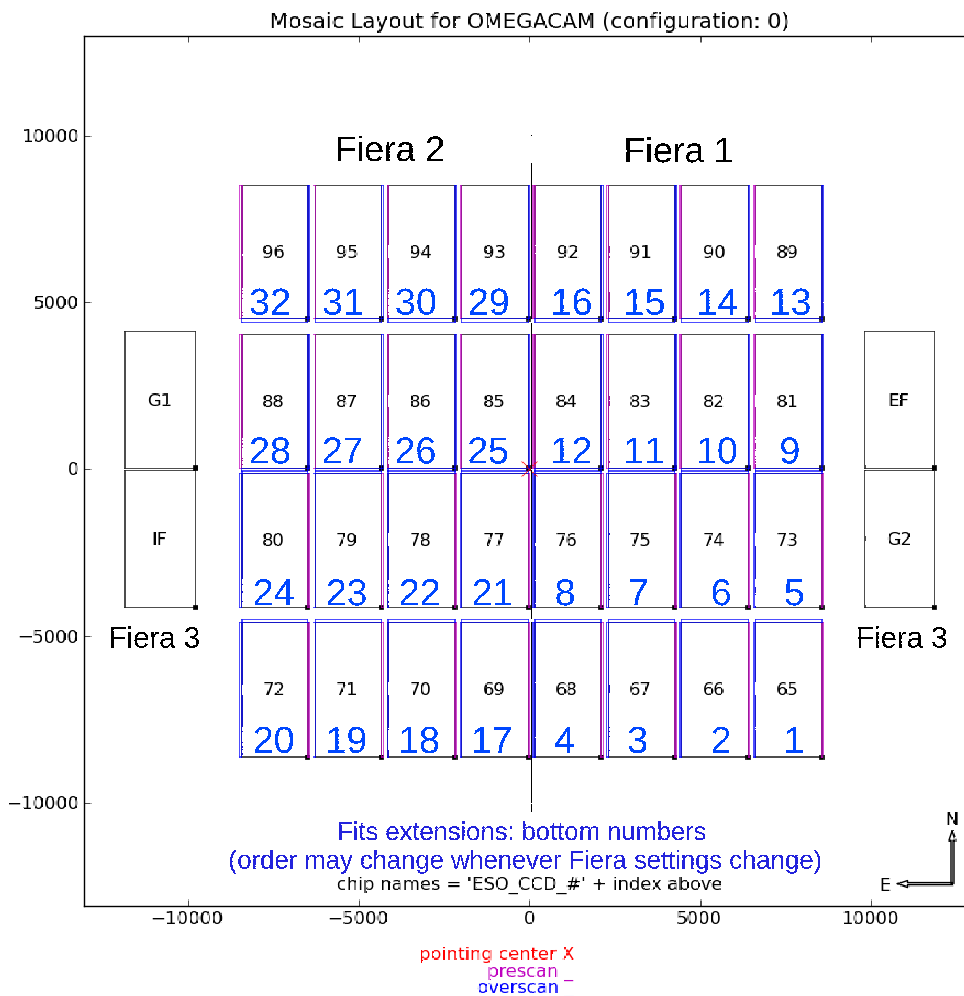 Mosaic Layout for OMEGACAM (configuration: 0)
10000
Fiera 2 Fiera 1
96 95 94 93 92 91 90 89
5000
32 31 30 29 16 15 14 13
G1 88 87 86 85 84 83 82 81 EF
28 27 26 25 12 11 10 9
0
IF 80 79 78 77 76 75 74 73 G2
24 23 22 21 8 7 6 5
−5000
Fiera 3 Fiera 3
72 71 70 69 68 67 66 65
20 19 18 17 4 3 2 1
−10000
N
Fits extensions: bottom numbers
(order may change whenever Fiera settings change)
chip names = 'ESO_CCD_#' + index above
E
−10000 −5000 0 5000 10000
pointing center X
prescan _
overscan